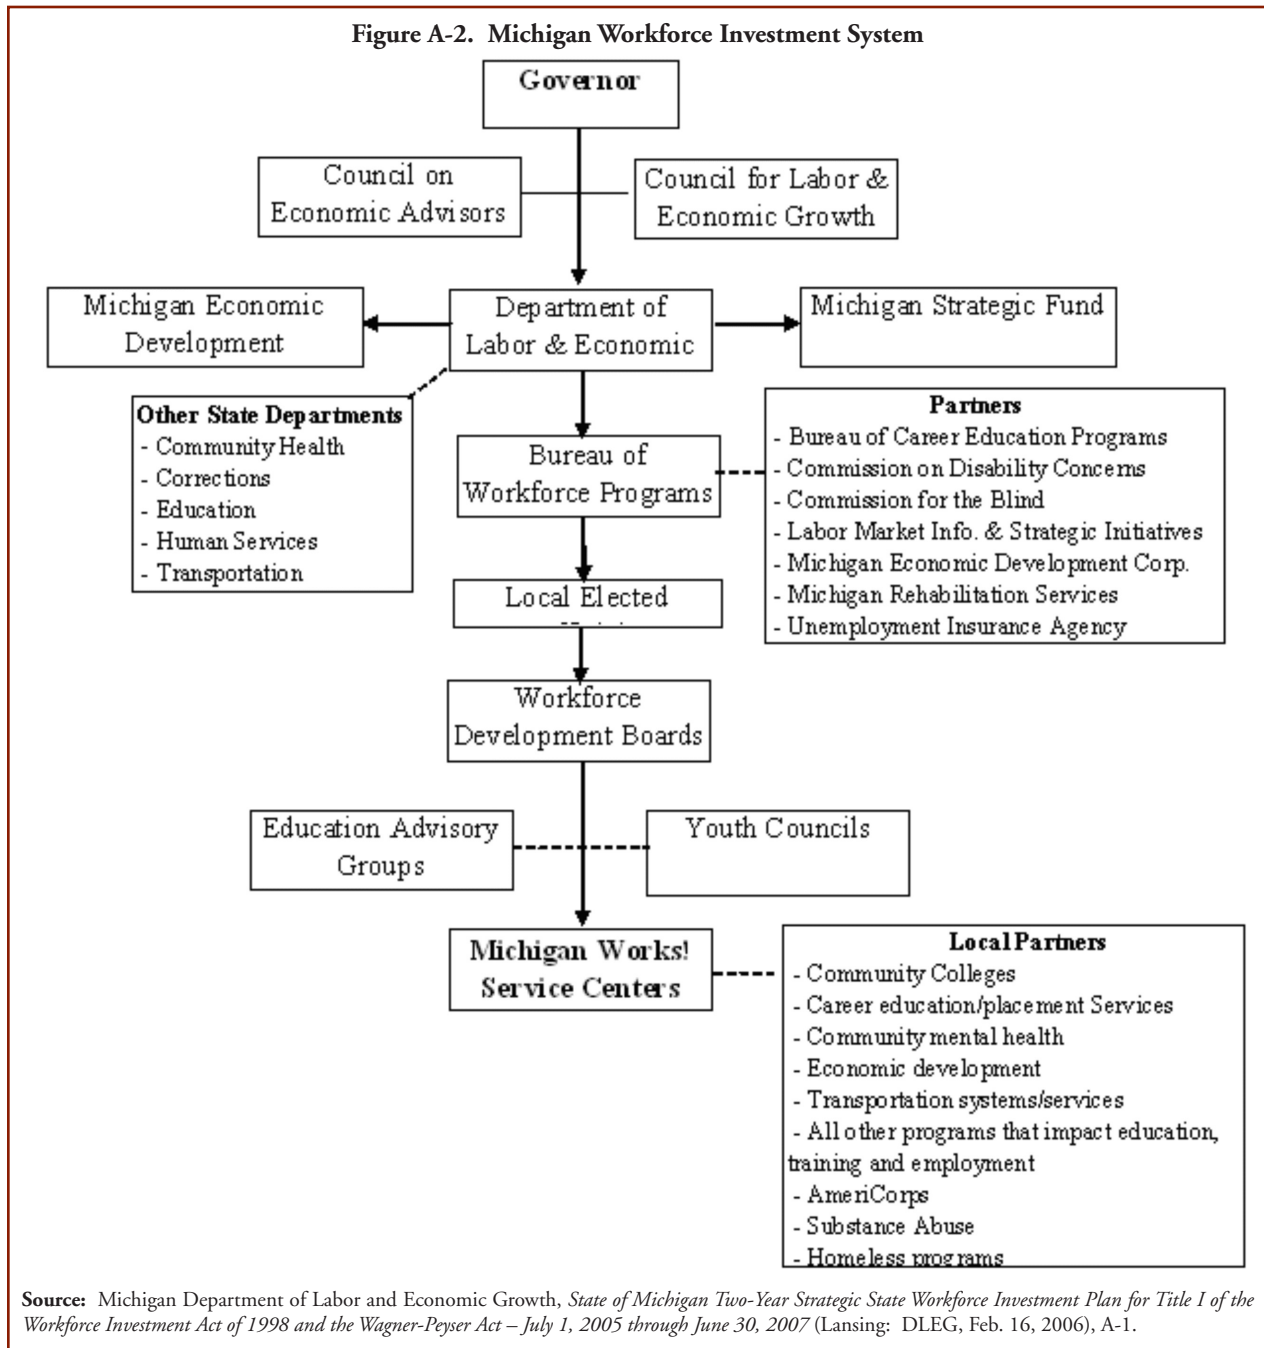 Figure A-2. Michigan Workforce Investment System
Governor
Council on
Economic Advisors
Council for Labor &
Economic Growth
Michigan Economic
Development
Department of
Labor & Economic
Michigan Strategic Fund
Other State Departments
- Community Health
- Corrections
- Education
- Human Services
- Transportation
Bureau of
Workforce Programs
Partners
- Bureau of Career Education Programs
- Commission on Disability Concerns
- Commission for the Blind
- Labor Market Info. & Strategic Initiatives
- Michigan Economic Development Corp.
- Michigan Rehabilitation Services
- Unemployment Insurance Agency
Local Elected
Workforce
Development Boards
Education Advisory
Groups
Youth Councils
Michigan Works!
Service Centers
Local Partners
- Community Colleges
- Career education/placement Services
- Community mental health
- Economic development
- Transportation systems/services
- All other programs that impact education,
training and employment
- AmeriCorps
- Substance Abuse
- Homeless programs
Source: Michigan Department of Labor and Economic Growth, State of Michigan Two-Year Strategic State Workforce Investment Plan for Title I of the
Workforce Investment Act of 1998 and the Wagner-Peyser Act – July 1, 2005 through June 30, 2007 (Lansing: DLEG, Feb. 16, 2006), A-1.